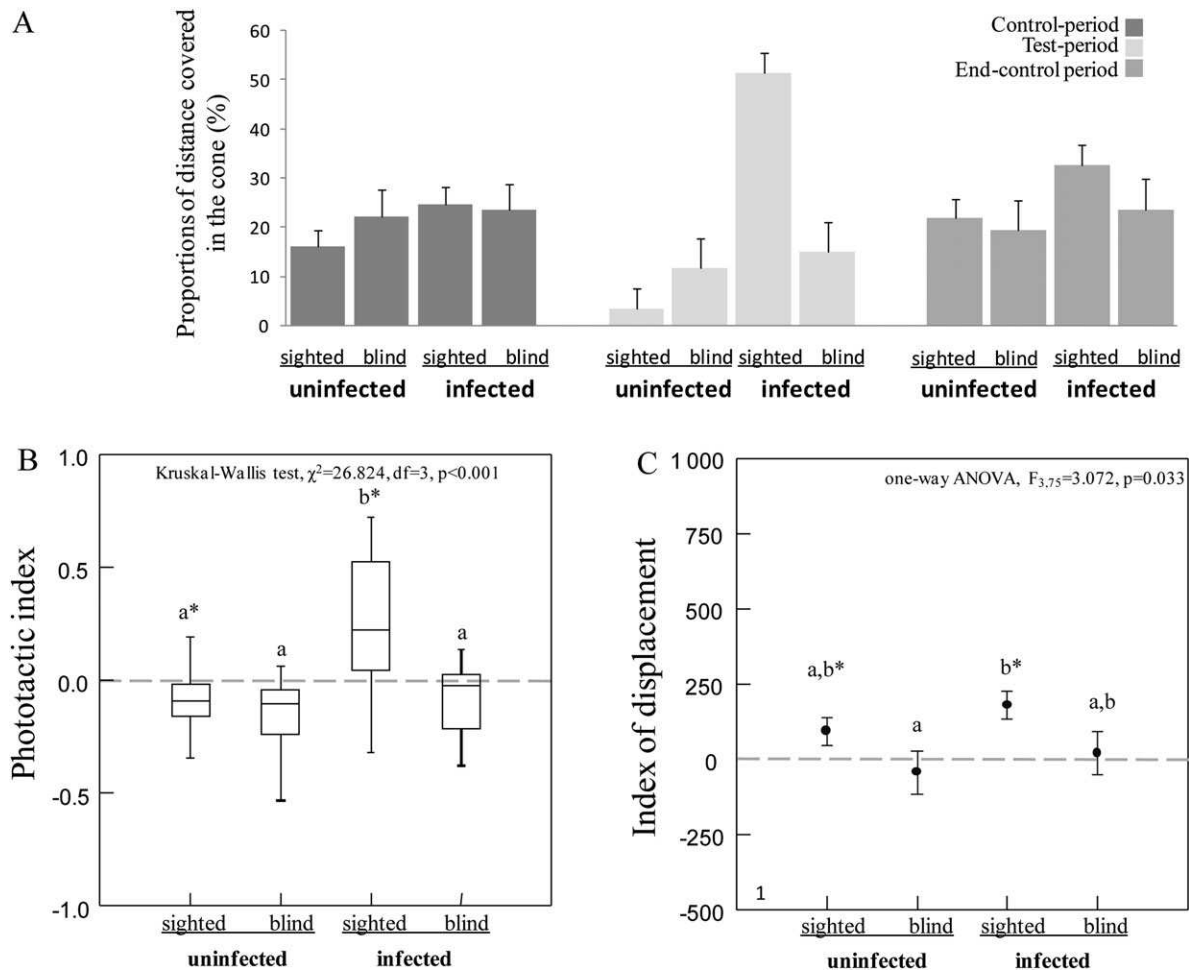 A
Proportions of distance covered
in the cone (%)
60
50
40
30
20
10
0
Control-period
Test-period
End-control period
sighted blind sighted blind
uninfected infected
sighted blind sighted blind
uninfected infected
sighted blind sighted blind
uninfected infected
B
Phototactic index
1.0
0.5
0.0
-0.5
-1.0
Kruskal-Wallis test, χ²=26.824, df=3, p<0.001
a*
a
b*
a
sighted blind sighted blind
uninfected infected
C
Index of displacement
1 000
750
500
250
0
-250
-500
one-way ANOVA, F3,75=3.072, p=0.033
a,b*
a
b*
a,b
1
sighted blind sighted blind
uninfected infected